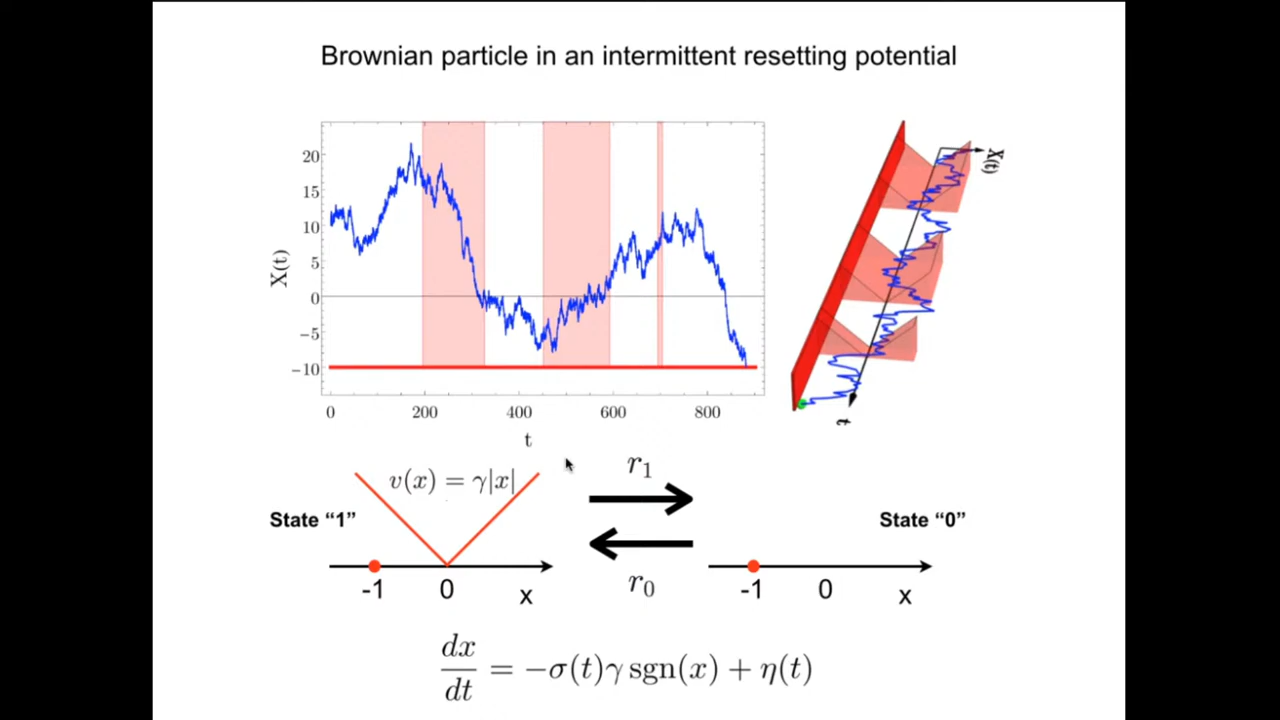 Brownian particle in an intermittent resetting potential
20
15
10
5
0
−5
−10
X(t)
0 200 400 600 800
t
X(t)
t
v(x) = γ|x|
State “1”
-1 0 x
r₁
r₀
State “0”
-1 0 x
dx/dt = −σ(t)γ sgn(x) + η(t)